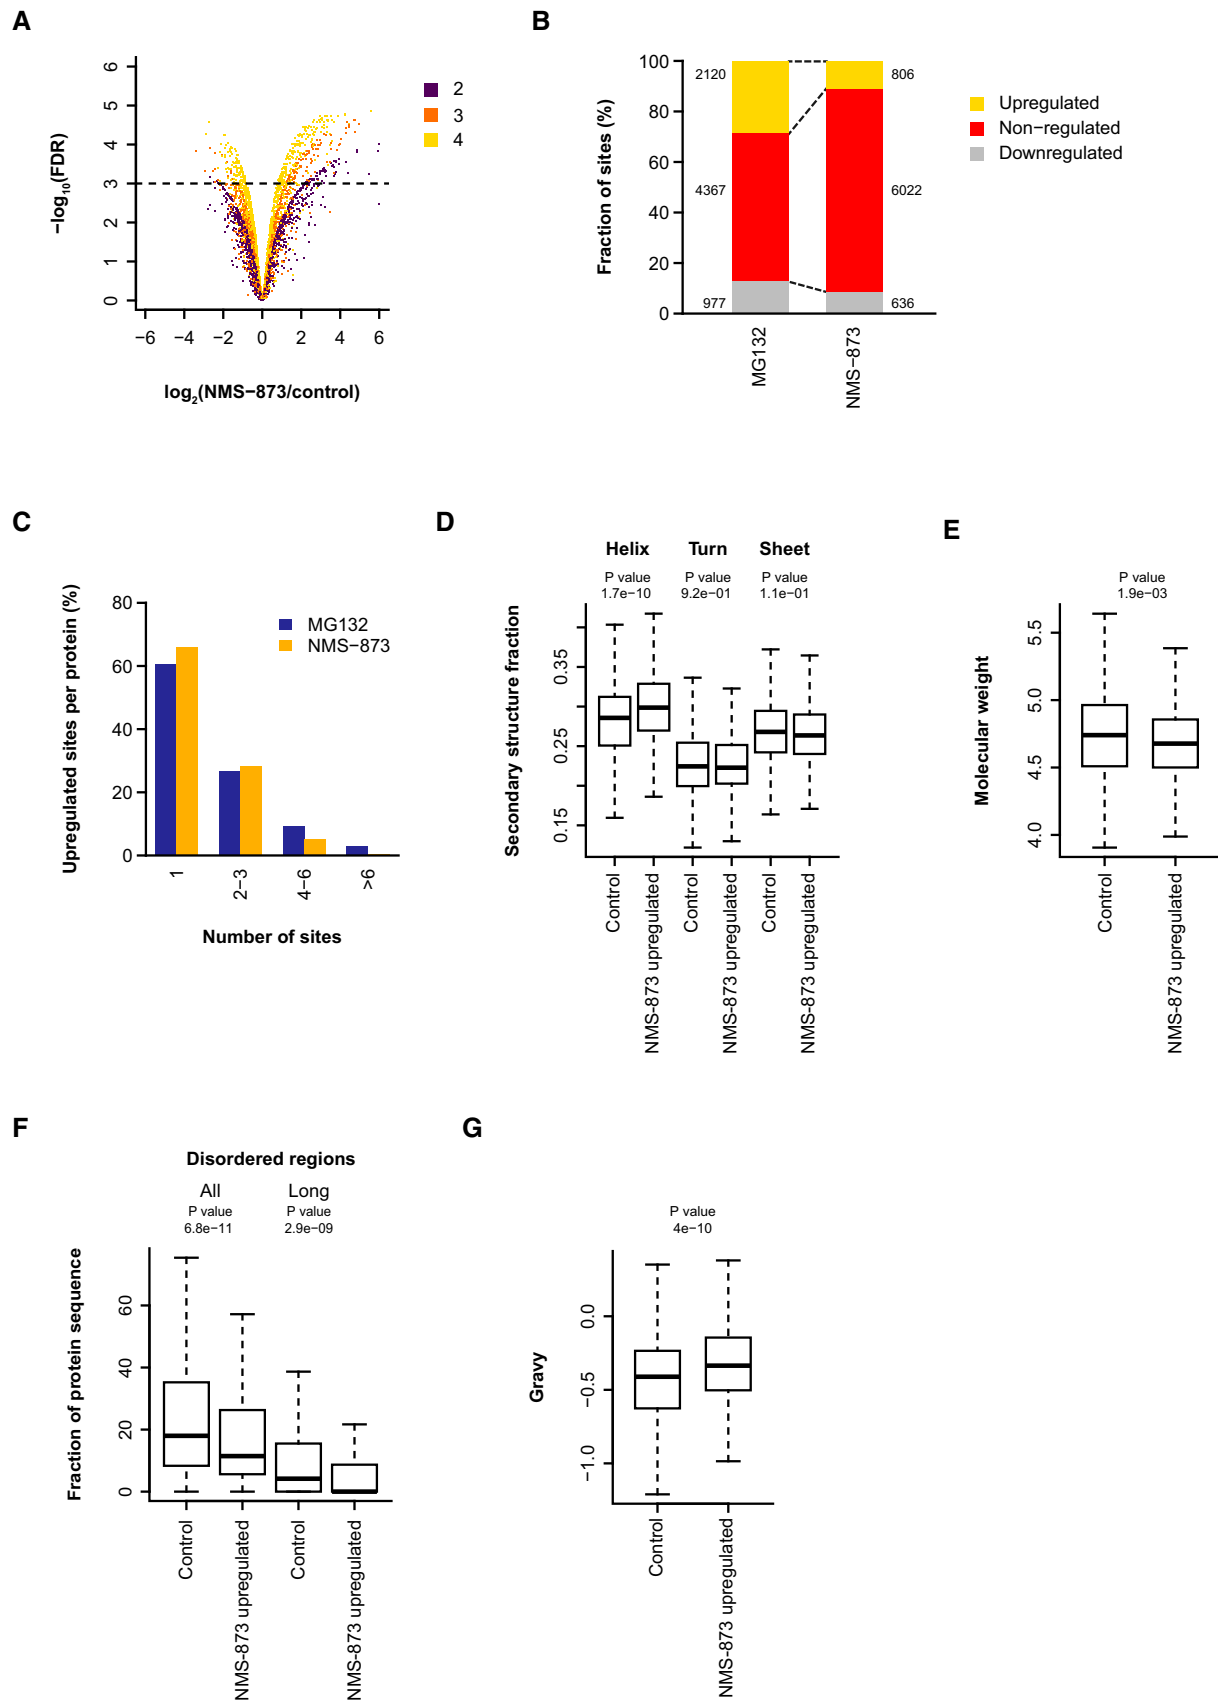 A
6
5
4
3
2
1
0
−log10(FDR)
2
3
4
−6 −4 −2 0 2 4 6
log2(NMS−873/control)
B
100
80
60
40
20
0
Fraction of sites (%)
2120
4367
977
806
6022
636
Upregulated
Non−regulated
Downregulated
MG132
NMS−873
C
80
60
40
20
0
Upregulated sites per protein (%)
MG132
NMS−873
1
2−3
4−6
>6
Number of sites
D
Helix Turn Sheet
P value P value P value
1.7e−10 9.2e−01 1.1e−01
Secondary structure fraction
0.35
0.25
0.15
Control
NMS-873 upregulated
Control
NMS-873 upregulated
Control
NMS-873 upregulated
E
P value
1.9e−03
Molecular weight
5.5
5.0
4.5
4.0
Control
NMS-873 upregulated
F
Disordered regions
All Long
P value P value
6.8e−11 2.9e−09
Fraction of protein sequence
60
40
20
0
Control
NMS-873 upregulated
Control
NMS-873 upregulated
G
P value
4e−10
Gravy
0.0
−0.5
−1.0
Control
NMS-873 upregulated